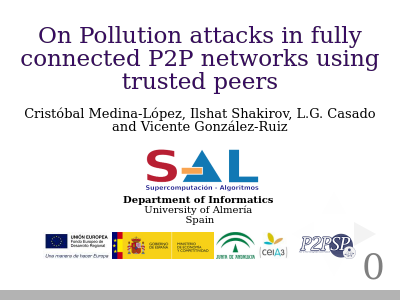 On Pollution attacks in fully
connected P2P networks using
trusted peers
Cristóbal Medina-López, Ilshat Shakirov, L.G. Casado
and Vicente González-Ruiz
SAL
Supercomputación - Algoritmos
Department of Informatics
University of Almería
Spain
UNIÓN EUROPEA
Fondo Europeo de
Desarrollo Regional
Una manera de hacer Europa
GOBIERNO
DE ESPAÑA
MINISTERIO
DE ECONOMÍA
Y COMPETITIVIDAD
JUNTA DE ANDALUCIA
ceiA3
P2PSP
0